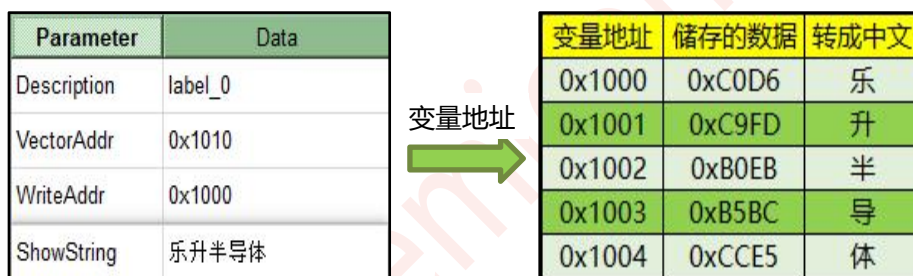 Parameter Data
Description label_0
VectorAddr 0x1010
WriteAddr 0x1000
ShowString 乐升半导体
变量地址
变量地址 储存的数据 转成中文
0x1000 0xC0D6 乐
0x1001 0xC9FD 升
0x1002 0xB0EB 半
0x1003 0xB5BC 导
0x1004 0xCCE5 体